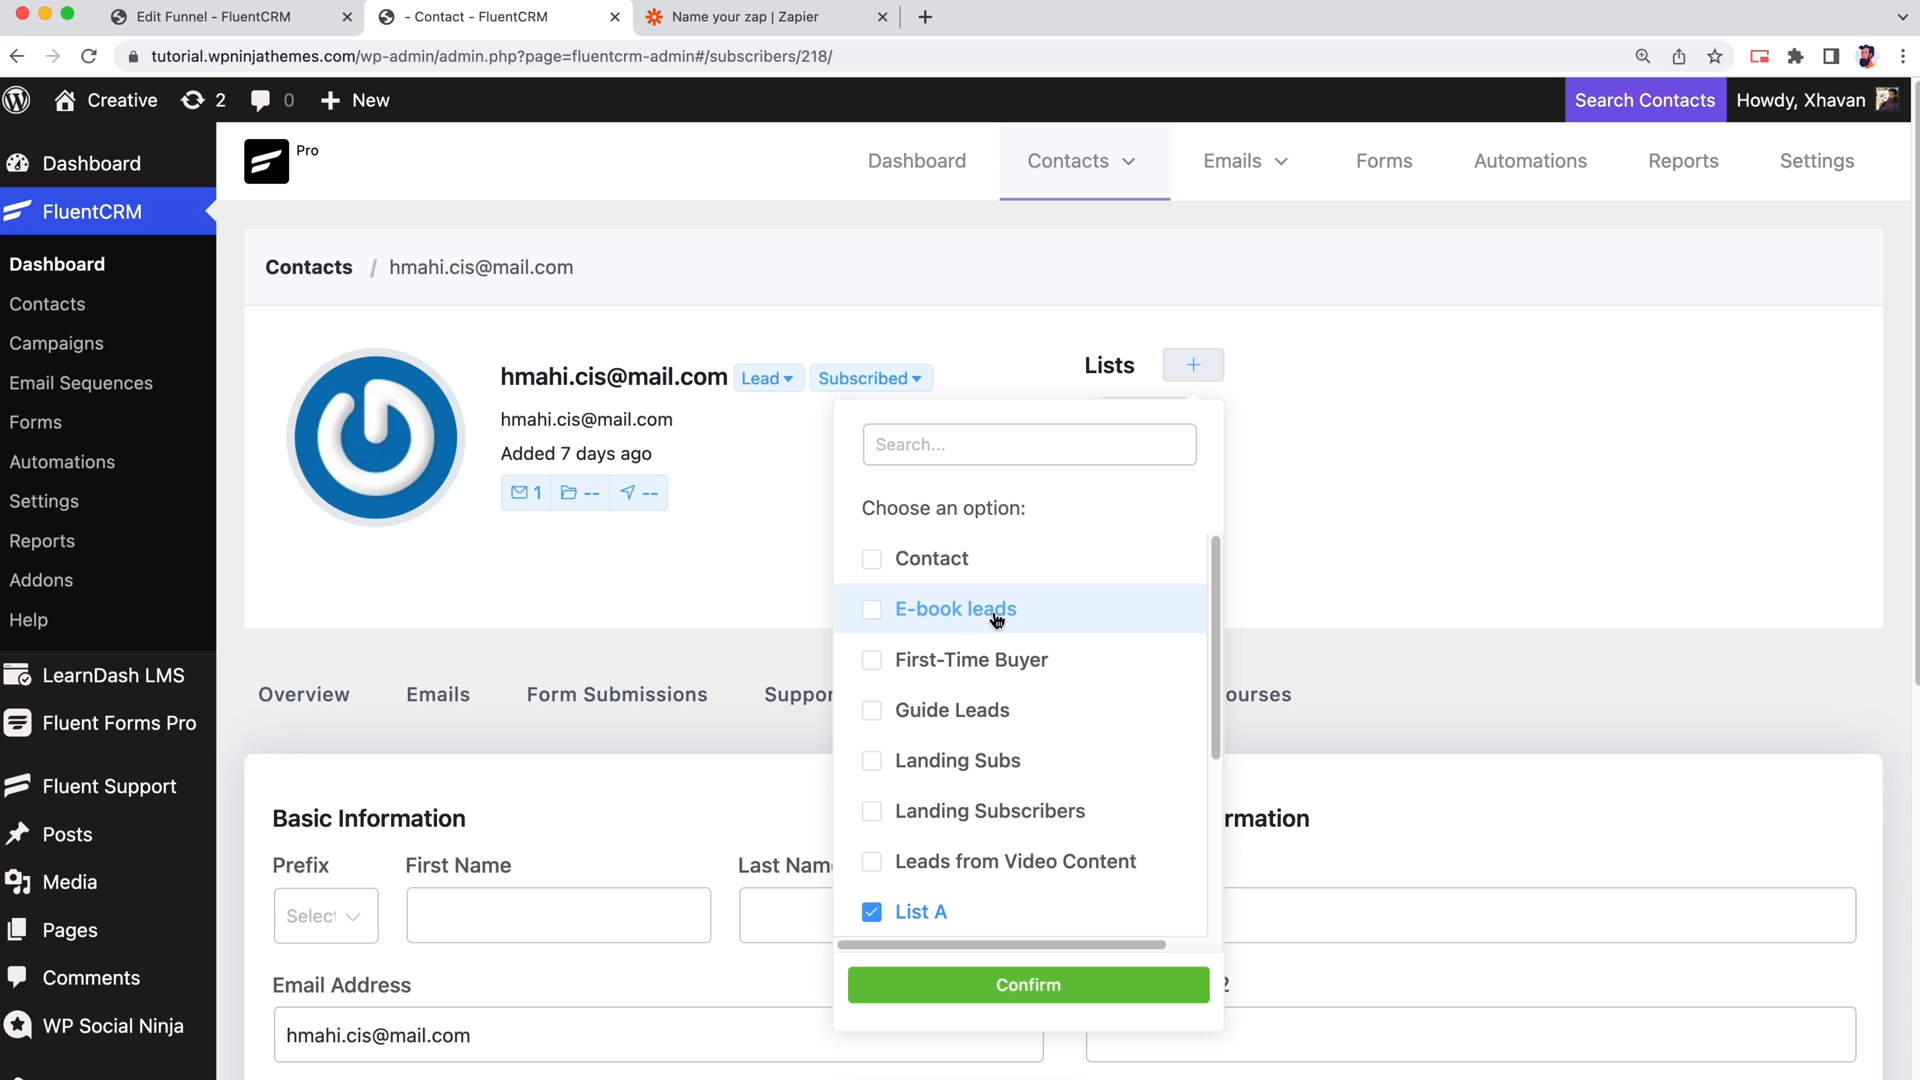 Edit Funnel - FluentCRM
- Contact - FluentCRM
Name your zap | Zapier
tutorial.wpninjathemes.com/wp-admin/admin.php?page=fluentcrm-admin#/subscribers/218/
Creative 2 0 New
Search Contacts
Howdy, Xhavan
Dashboard
FluentCRM
Dashboard
Contacts
Campaigns
Email Sequences
Forms
Automations
Settings
Reports
Addons
Help
LearnDash LMS
Fluent Forms Pro
Fluent Support
Posts
Media
Pages
Comments
WP Social Ninja
Pro
Dashboard Contacts Emails Forms Automations Reports Settings
Contacts / hmahi.cis@mail.com
hmahi.cis@mail.com Lead Subscribed
hmahi.cis@mail.com
Added 7 days ago
1 -- --
Lists +
Search...
Choose an option:
Contact
E-book leads
First-Time Buyer
Guide Leads
Landing Subs
Landing Subscribers
Leads from Video Content
List A
Confirm
Overview Emails Form Submissions Suppor ourses
Basic Information
rmation
Prefix First Name Last Nam
Selec
Email Address
2
hmahi.cis@mail.com